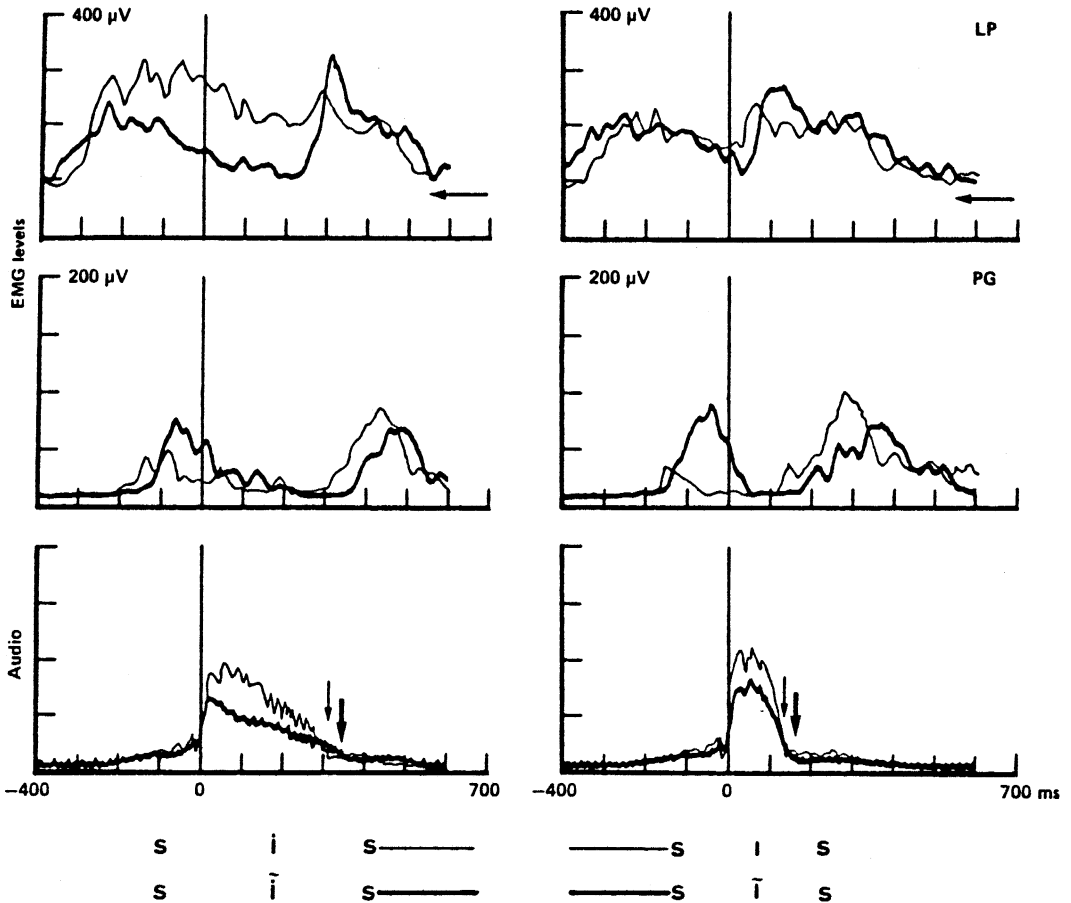 400 μV
400 μV
LP
EMG levels
200 μV
200 μV
PG
Audio
−400 0 700
−400 0 700 ms
s i s
s ɪ s
s ĩ s
s ɪ̃ s